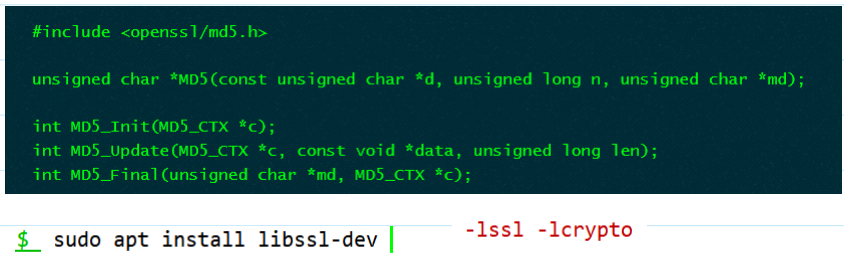 #include <openssl/md5.h>
unsigned char *MD5(const unsigned char *d, unsigned long n, unsigned char *md);
int MD5_Init(MD5_CTX *c);
int MD5_Update(MD5_CTX *c, const void *data, unsigned long len);
int MD5_Final(unsigned char *md, MD5_CTX *c);
$ sudo apt install libssl-dev
-lssl -lcrypto